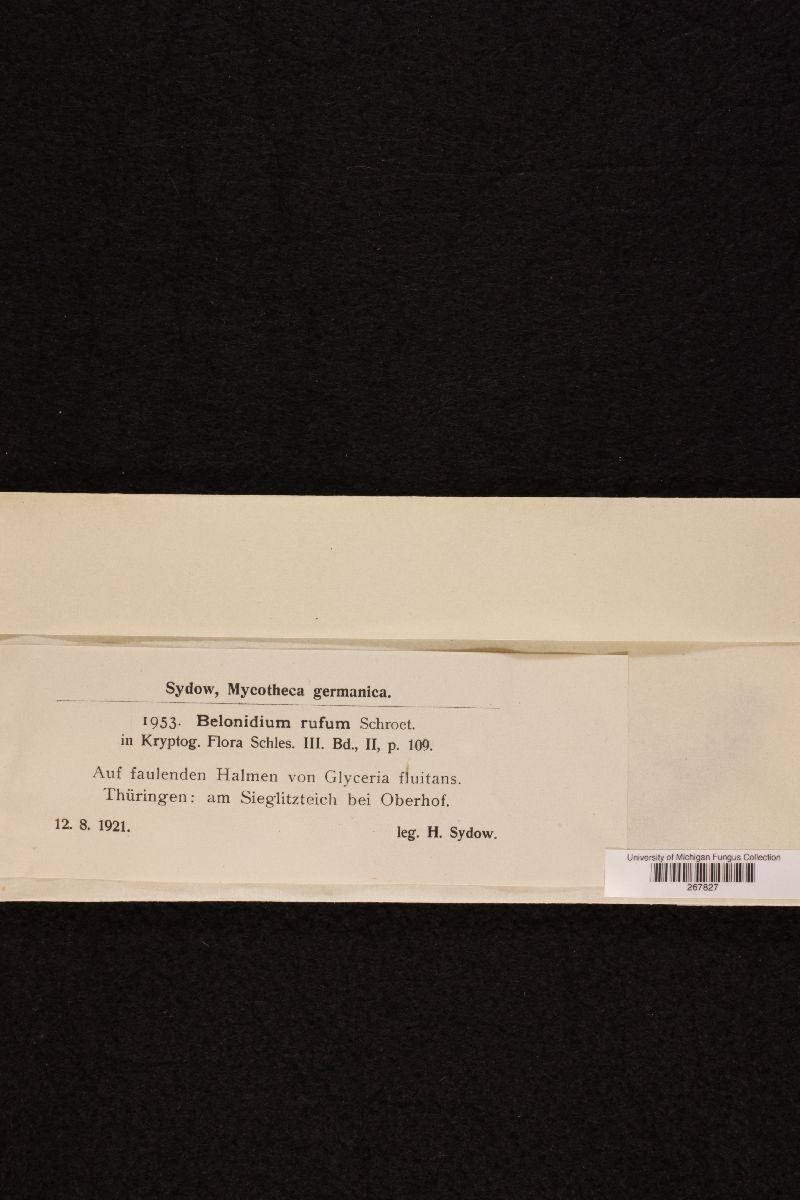 Sydow, Mycotheca germanica.
1953. Belonidium rufum Schroet.
in Kryptog. Flora Schles. III. Bd., II, p. 109.
Auf faulenden Halmen von Glyceria fluitans.
Thüringen: am Sieglitzteich bei Oberhof.
12. 8. 1921. leg. H. Sydow.
University of Michigan Fungus Collection
267827